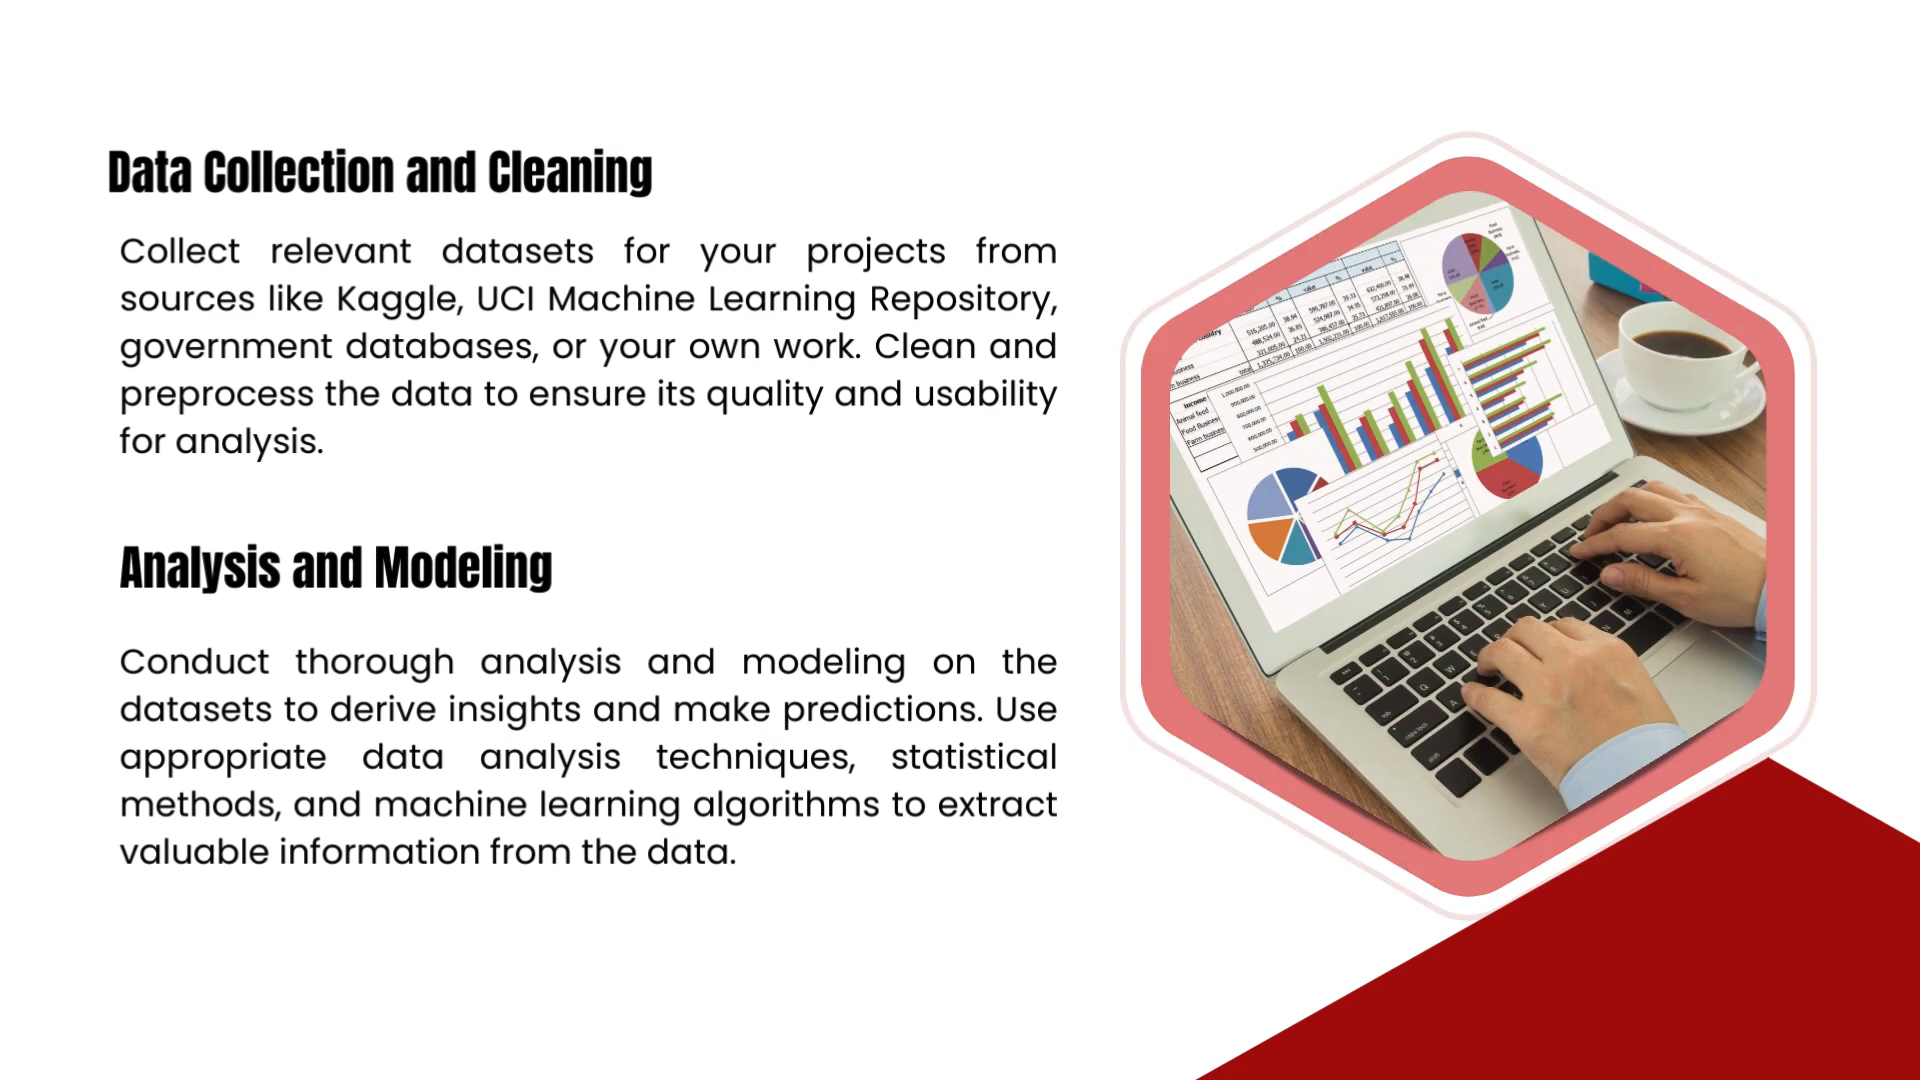 Data Collection and Cleaning
Collect relevant datasets for your projects from
sources like Kaggle, UCI Machine Learning Repository,
government databases, or your own work. Clean and
preprocess the data to ensure its quality and usability
for analysis.
Analysis and Modeling
Conduct thorough analysis and modeling on the
datasets to derive insights and make predictions. Use
appropriate data analysis techniques, statistical
methods, and machine learning algorithms to extract
valuable information from the data.